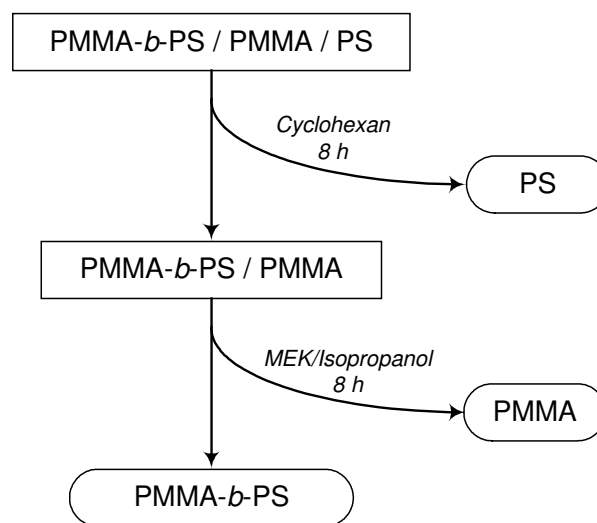 PMMA-b-PS / PMMA / PS
Cyclohexan
8 h
PS
PMMA-b-PS / PMMA
MEK/Isopropanol
8 h
PMMA
PMMA-b-PS